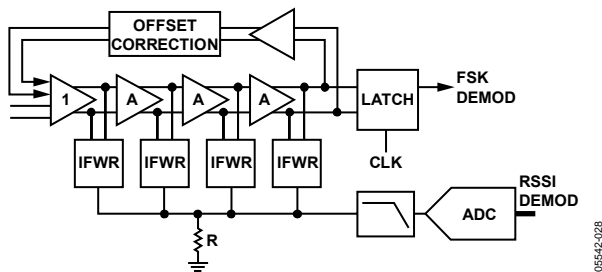 OFFSET
CORRECTION
1
A
A
A
LATCH
FSK
DEMOD
IFWR
IFWR
IFWR
IFWR
CLK
RSSI
DEMOD
ADC
R
05542-028